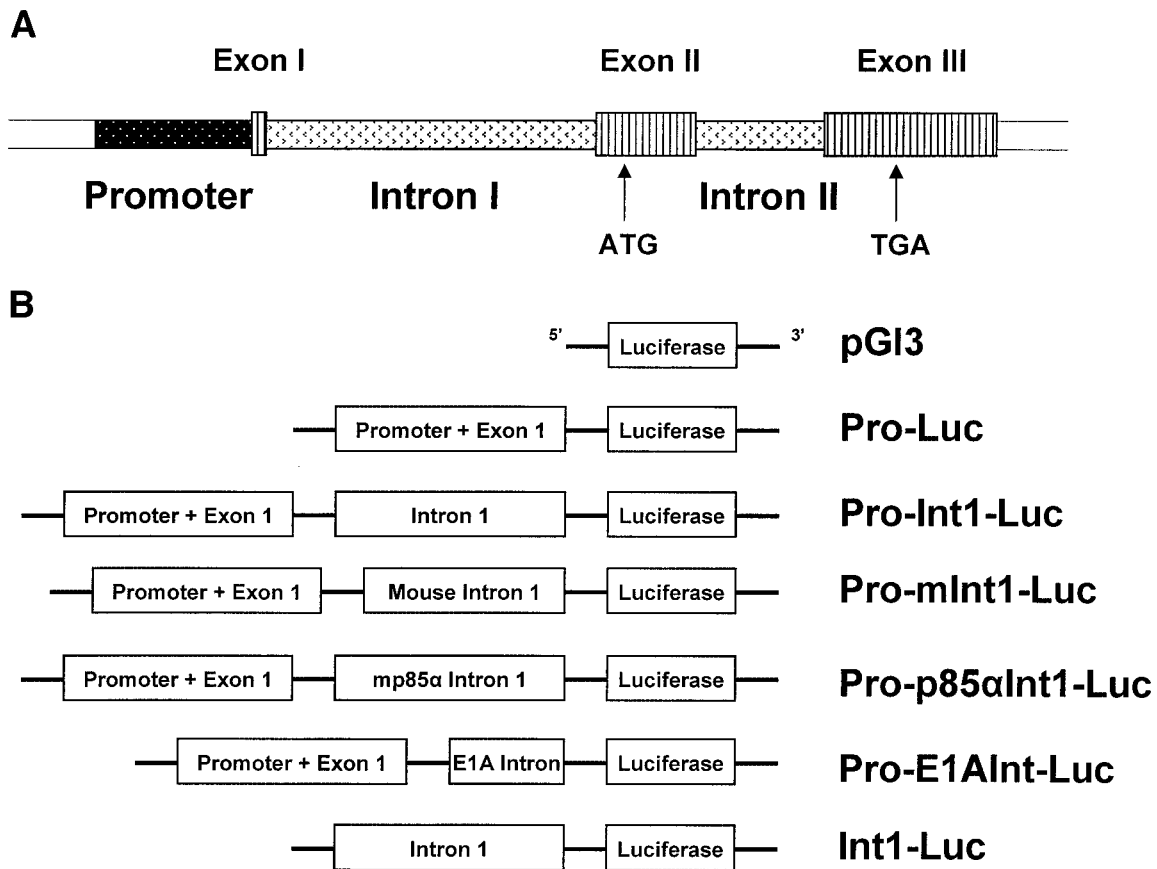 A
Exon I Exon II Exon III
Promoter Intron I Intron II
ATG TGA
B
5' Luciferase 3' pGl3
Promoter + Exon 1 Luciferase Pro-Luc
Promoter + Exon 1 Intron 1 Luciferase Pro-Int1-Luc
Promoter + Exon 1 Mouse Intron 1 Luciferase Pro-mInt1-Luc
Promoter + Exon 1 mp85α Intron 1 Luciferase Pro-p85αInt1-Luc
Promoter + Exon 1 E1A Intron Luciferase Pro-E1AInt-Luc
Intron 1 Luciferase Int1-Luc